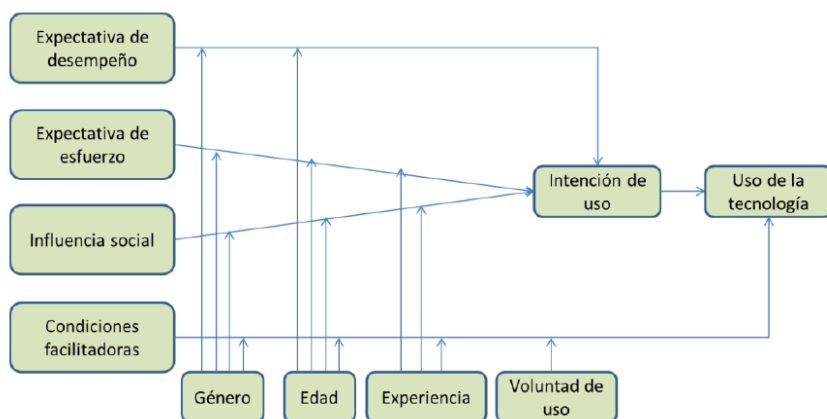 Expectativa de
desempeño
Expectativa de
esfuerzo
Influencia social
Condiciones
facilitadoras
Intención de
uso
Uso de la
tecnología
Género
Edad
Experiencia
Voluntad de
uso